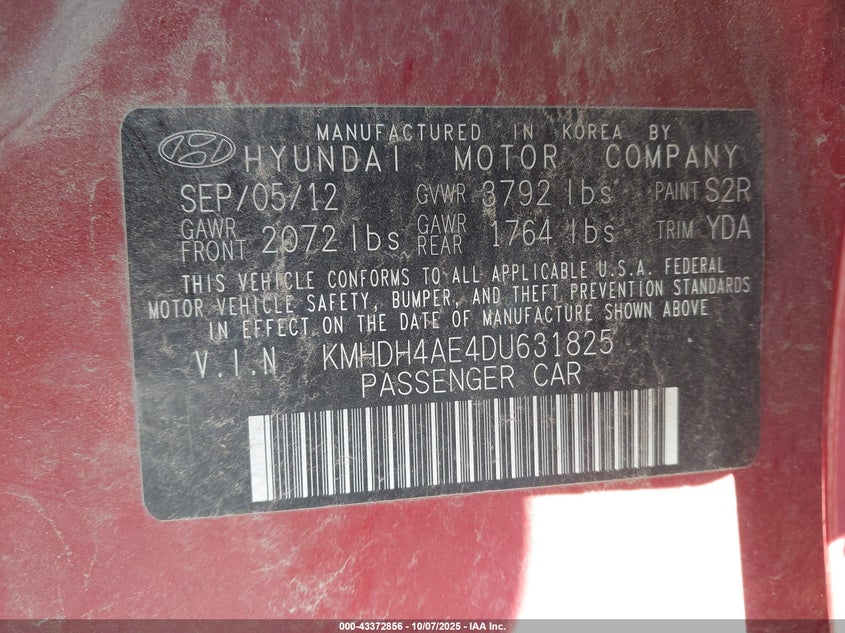 MANUFACTURED IN KOREA BY
HYUNDAI MOTOR COMPANY
SEP/05/12 GVWR 3792 lbs PAINT S2R
GAWR FRONT 2072 lbs GAWR REAR 1764 lbs TRIM YDA
THIS VEHICLE CONFORMS TO ALL APPLICABLE U.S.A. FEDERAL
MOTOR VEHICLE SAFETY, BUMPER, AND THEFT PREVENTION STANDARDS
IN EFFECT ON THE DATE OF MANUFACTURE SHOWN ABOVE
V.I.N KMHDH4AE4DU631825
PASSENGER CAR
000-43372856 - 10/07/2025 - IAA Inc.